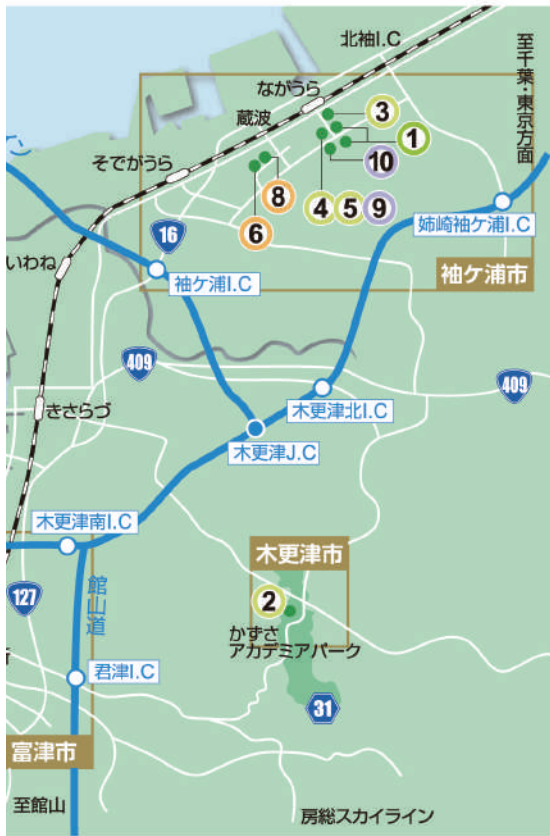 北袖I.C
至千葉・東京方面
ながうら
蔵波
3
1
10
そでがうら
8
4
5
9
6
姉崎袖ケ浦I.C
16
袖ケ浦市
いわね
袖ケ浦I.C
409
409
木更津北I.C
きさらづ
木更津J.C
木更津南I.C
木更津市
館山道
127
2
かずさ
アカデミアパーク
君津I.C
31
富津市
至館山
房総スカイライン